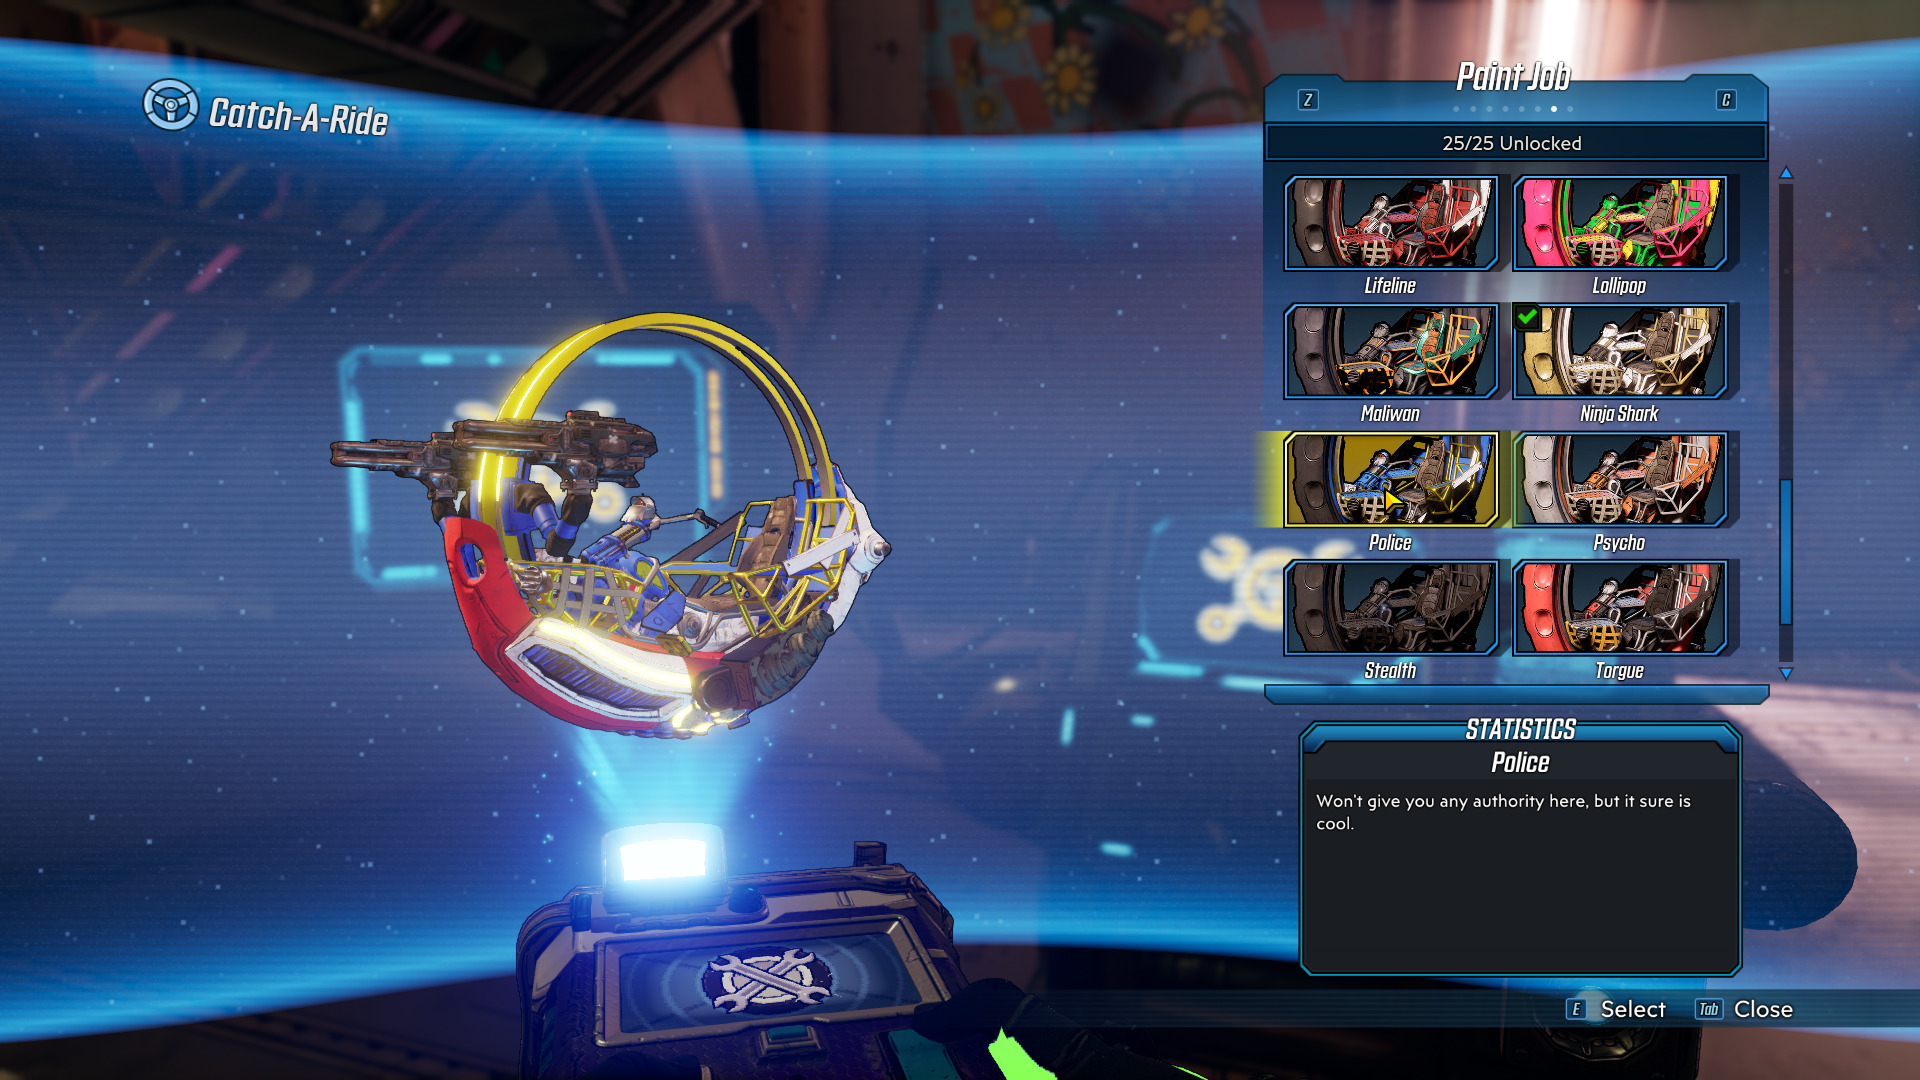 Catch-A-Ride
Paint Job
Z
C
25/25 Unlocked
Lifeline
Lollipop
Maliwan
Ninja Shark
Police
Psycho
Stealth
Torgue
STATISTICS
Police
Won't give you any authority here, but it sure is
cool.
E Select Tab Close